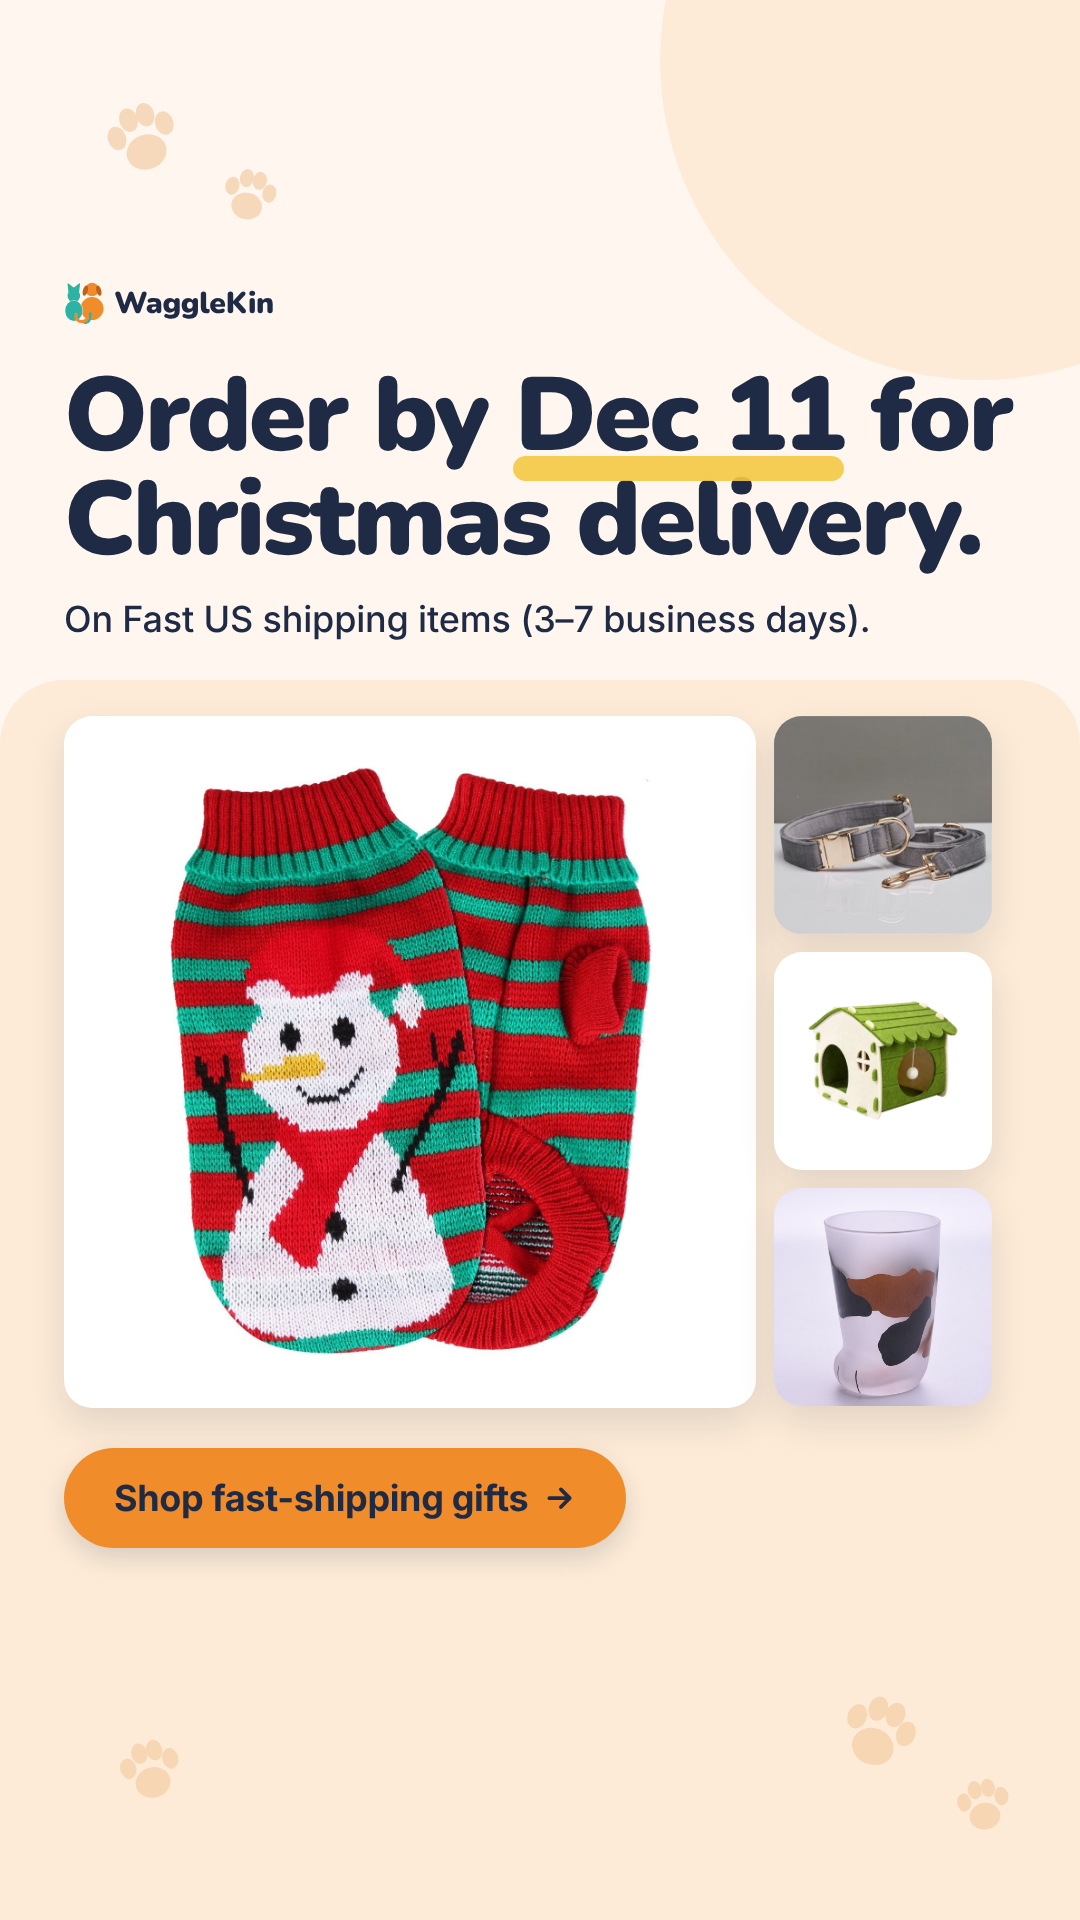 WaggleKin
Order by Dec 11 for
Christmas delivery.
On Fast US shipping items (3–7 business days).
Shop fast-shipping gifts →